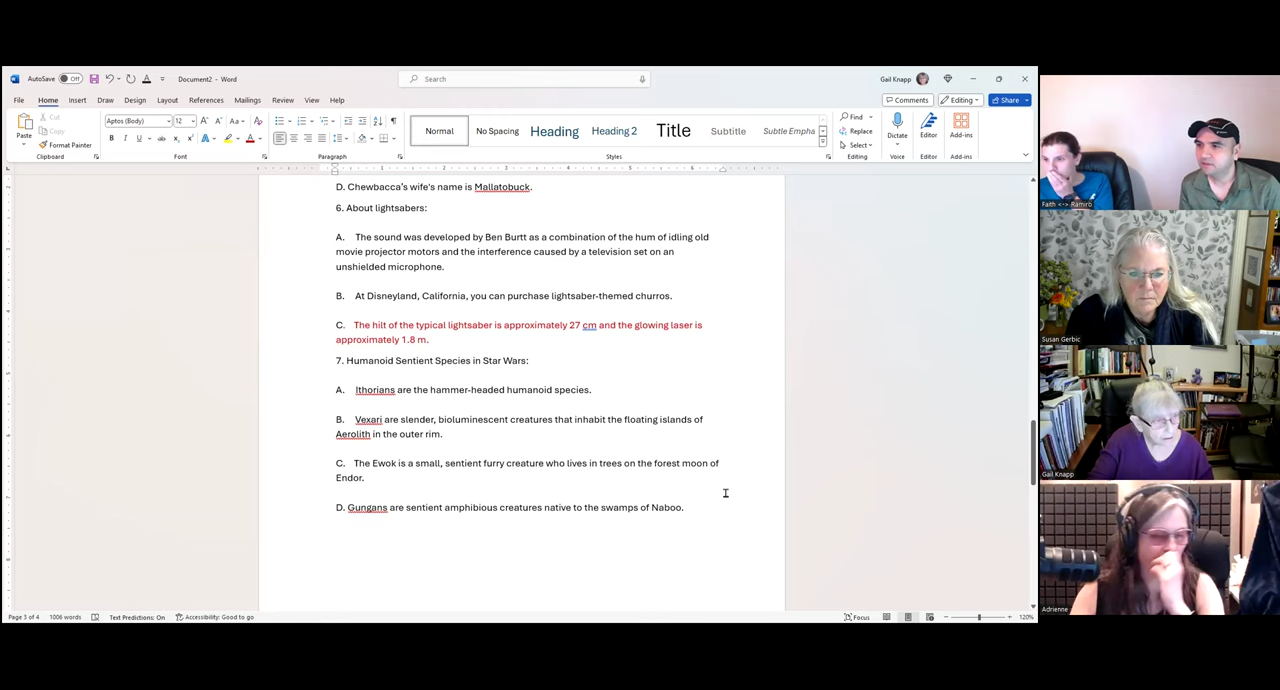 AutoSave Off Document2 - Word Search Gail Knapp
File Home Insert Draw Design Layout References Mailings Review View Help Comments Editing Share
Paste Cut Copy Format Painter Aptos (Body) 12 Normal No Spacing Heading Heading 2 Title Subtitle Subtle Empha Find Replace Select Dictate Editor Add-ins
Clipboard Font Paragraph Styles Editing Voice Editor Add-ins
D. Chewbacca's wife's name is Mallatobuck.
6. About lightsabers:
A. The sound was developed by Ben Burtt as a combination of the hum of idling old
movie projector motors and the interference caused by a television set on an
unshielded microphone.
B. At Disneyland, California, you can purchase lightsaber-themed churros.
C. The hilt of the typical lightsaber is approximately 27 cm and the glowing laser is
approximately 1.8 m.
7. Humanoid Sentient Species in Star Wars:
A. Ithorians are the hammer-headed humanoid species.
B. Vexari are slender, bioluminescent creatures that inhabit the floating islands of
Aerolith in the outer rim.
C. The Ewok is a small, sentient furry creature who lives in trees on the forest moon of
Endor.
D. Gungans are sentient amphibious creatures native to the swamps of Naboo.
Page 3 of 4 1006 words Text Predictions: On Accessibility: Good to go Focus 120%
Faith <-> Ramiro
Susan Gerbic
Gail Knapp
Adrienne